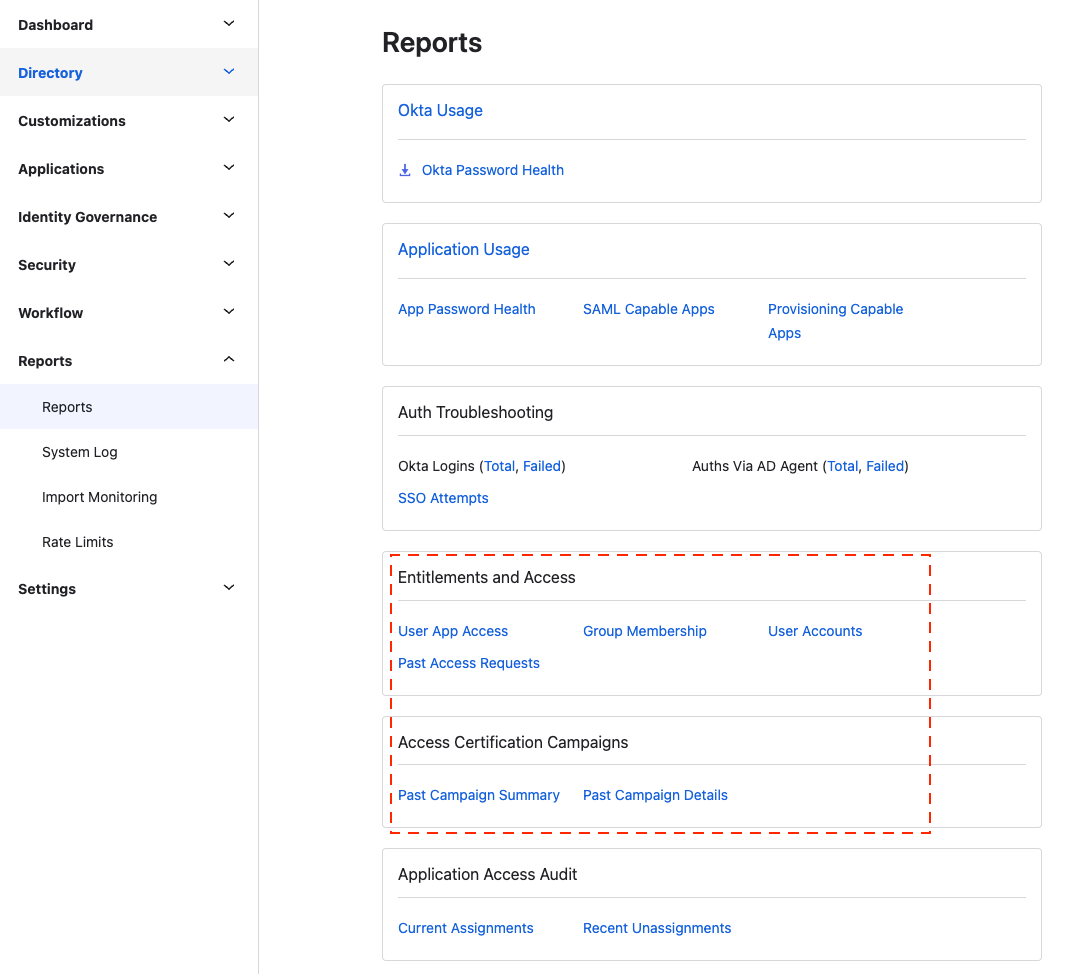 Dashboard
Directory
Customizations
Applications
Identity Governance
Security
Workflow
Reports
Reports
System Log
Import Monitoring
Rate Limits
Settings
Reports
Okta Usage
Okta Password Health
Application Usage
App Password Health
SAML Capable Apps
Provisioning Capable
Apps
Auth Troubleshooting
Okta Logins (Total, Failed)
Auths Via AD Agent (Total, Failed)
SSO Attempts
Entitlements and Access
User App Access
Group Membership
User Accounts
Past Access Requests
Access Certification Campaigns
Past Campaign Summary
Past Campaign Details
Application Access Audit
Current Assignments
Recent Unassignments